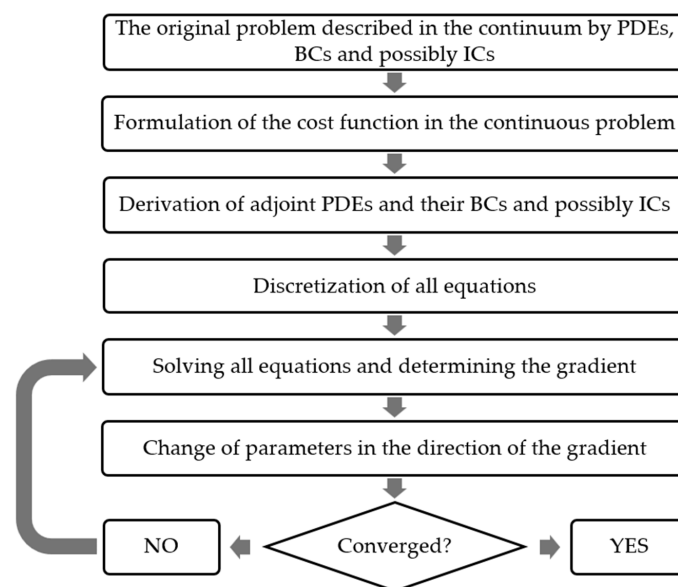 The original problem described in the continuum by PDEs,
BCs and possibly ICs
Formulation of the cost function in the continuous problem
Derivation of adjoint PDEs and their BCs and possibly ICs
Discretization of all equations
Solving all equations and determining the gradient
Change of parameters in the direction of the gradient
NO
Converged?
YES